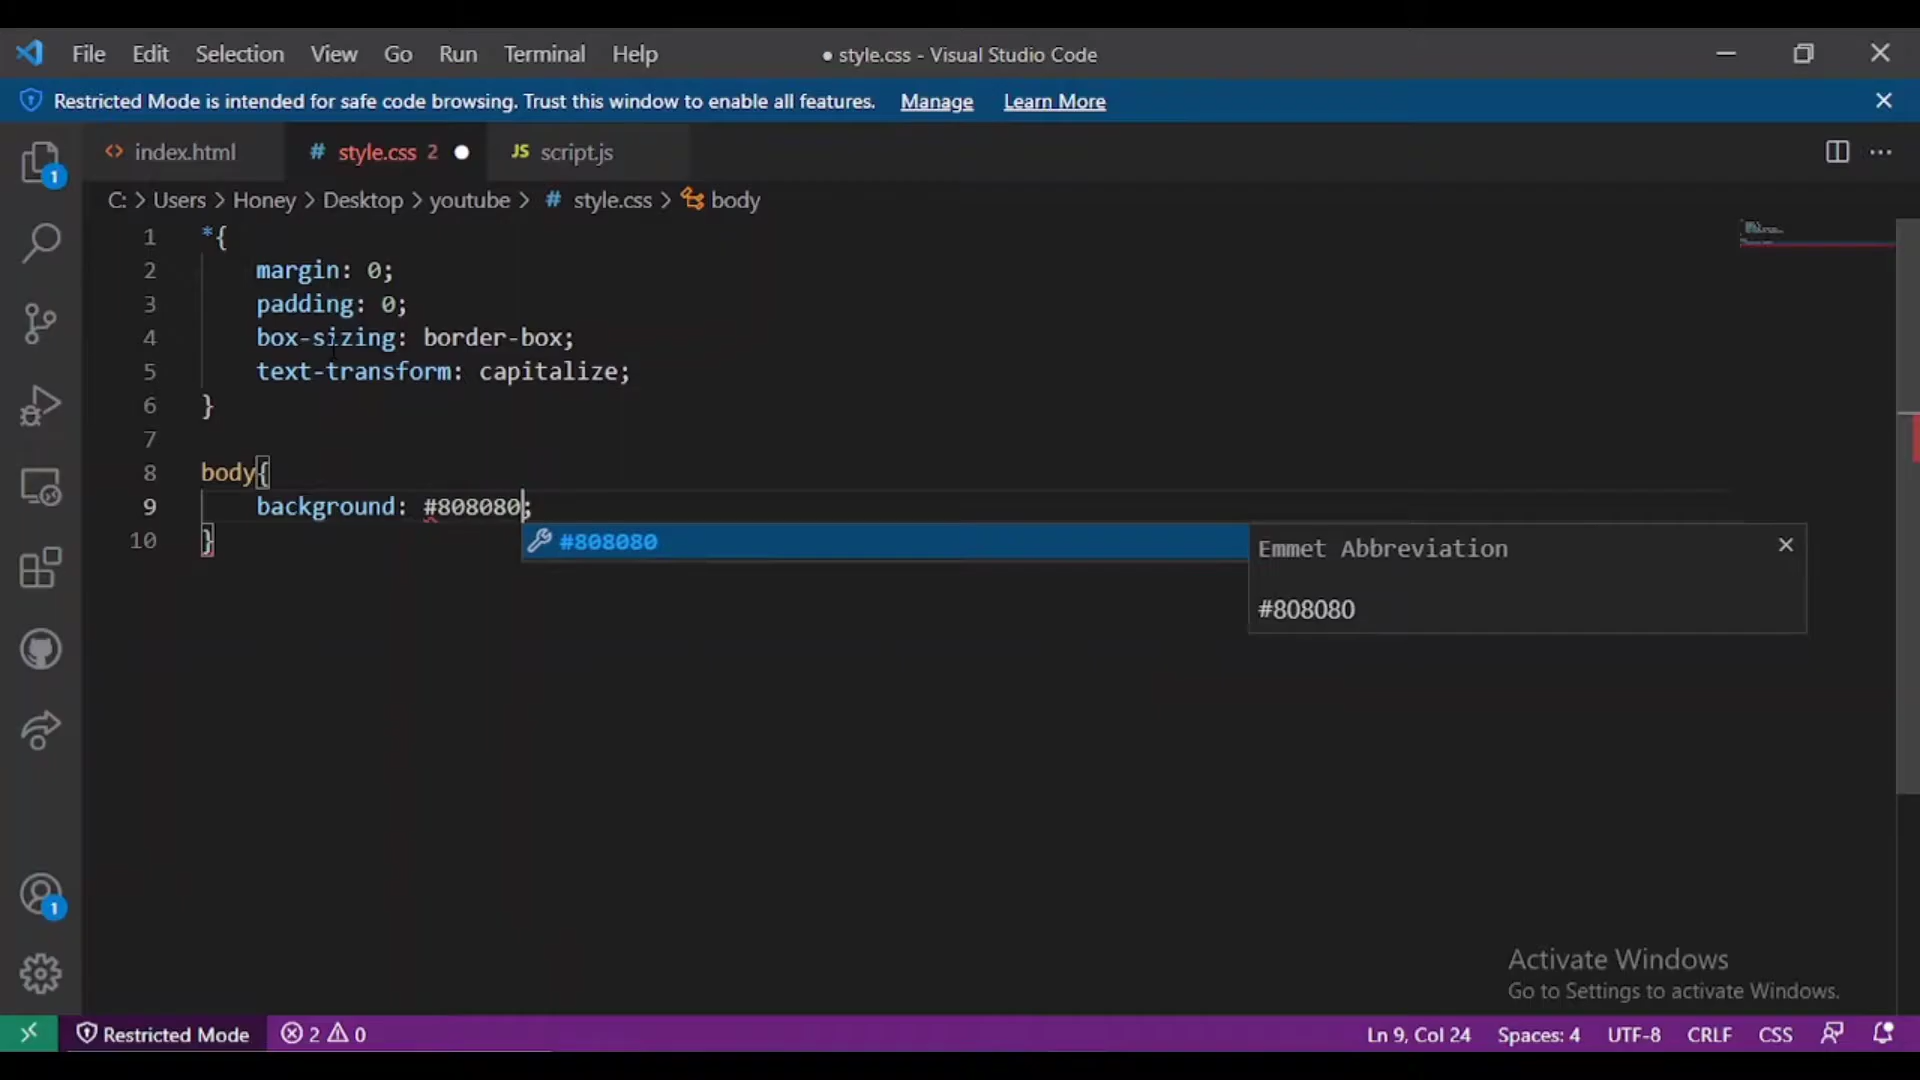 File Edit Selection View Go Run Terminal Help ● style.css - Visual Studio Code
Restricted Mode is intended for safe code browsing. Trust this window to enable all features. Manage Learn More
1 <> index.html # style.css 2 ● JS script.js
C: > Users > Honey > Desktop > youtube > # style.css > body
1 *{
2 margin: 0;
3 padding: 0;
4 box-sizing: border-box;
5 text-transform: capitalize;
6 }
7
8 body{
9 background: #808080;
10 }
#808080
Emmet Abbreviation
#808080
1
Activate Windows
Go to Settings to activate Windows.
Restricted Mode 2 0 Ln 9, Col 24 Spaces: 4 UTF-8 CRLF CSS